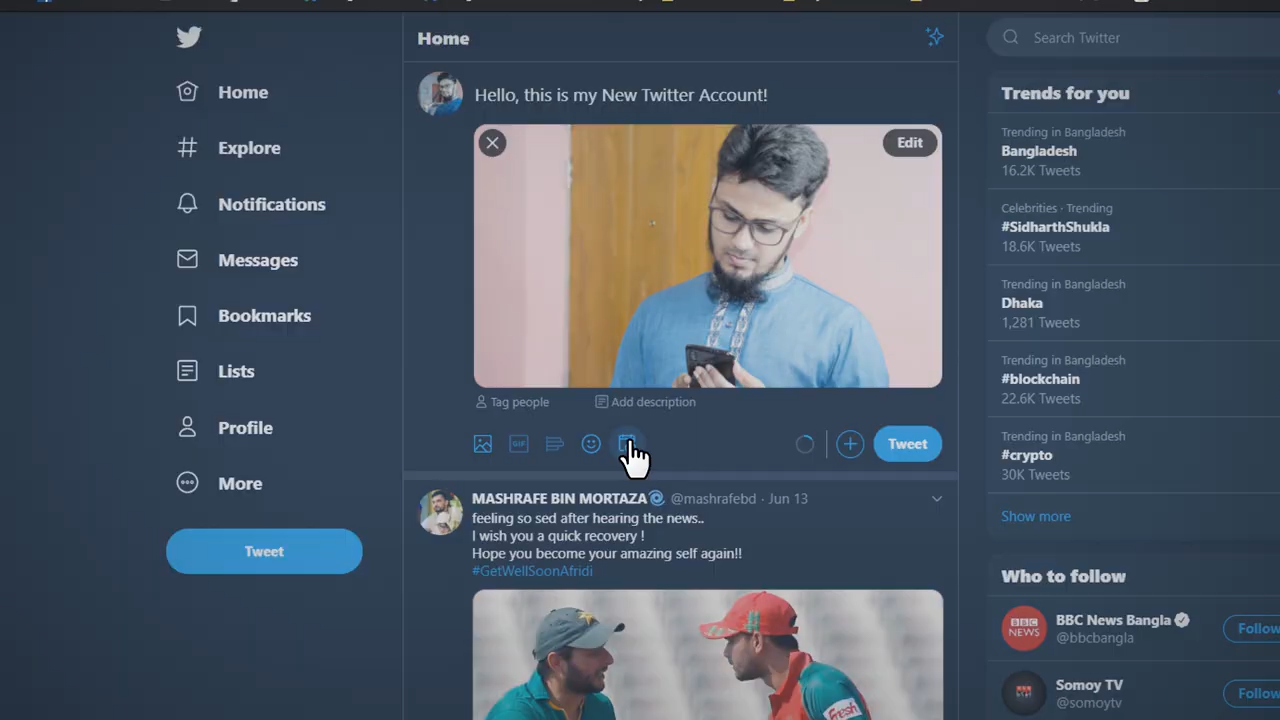 Home
Explore
Notifications
Messages
Bookmarks
Lists
Profile
More
Tweet
Home
Hello, this is my New Twitter Account!
Edit
Tag people
Add description
GIF
Tweet
MASHRAFE BIN MORTAZA @mashrafebd · Jun 13
feeling so sed after hearing the news..
I wish you a quick recovery !
Hope you become your amazing self again!!
#GetWellSoonAfridi
Fresh
Search Twitter
Trends for you
Trending in Bangladesh
Bangladesh
16.2K Tweets
Celebrities · Trending
#SidharthShukla
18.6K Tweets
Trending in Bangladesh
Dhaka
1,281 Tweets
Trending in Bangladesh
#blockchain
22.6K Tweets
Trending in Bangladesh
#crypto
30K Tweets
Show more
Who to follow
BBC
NEWS
BBC News Bangla
@bbcbangla
Follow
Somoy TV
@somoytv
Follow